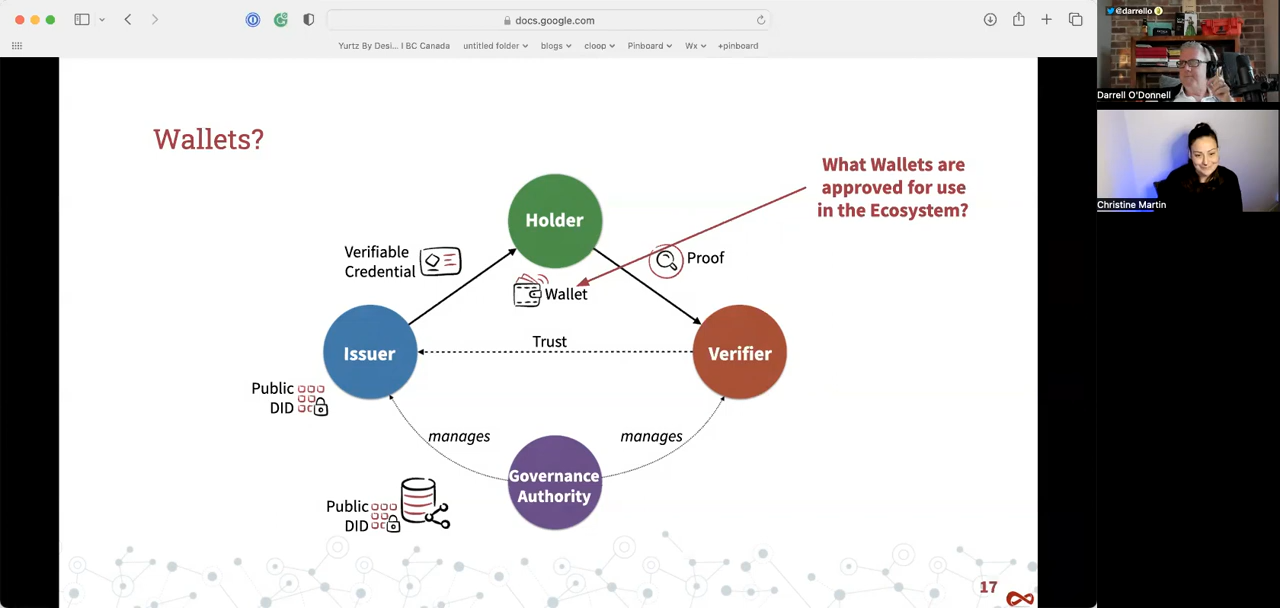 docs.google.com
Yurtz By Desi... | BC Canada
untitled folder
blogs
cloop
Pinboard
Wx
+pinboard
@darrello
Darrell O'Donnell
Christine Martin
Wallets?
What Wallets are
approved for use
in the Ecosystem?
Holder
Verifiable
Credential
Proof
Wallet
Trust
Issuer
Verifier
Public
DID
manages
manages
Governance
Authority
Public
DID
17